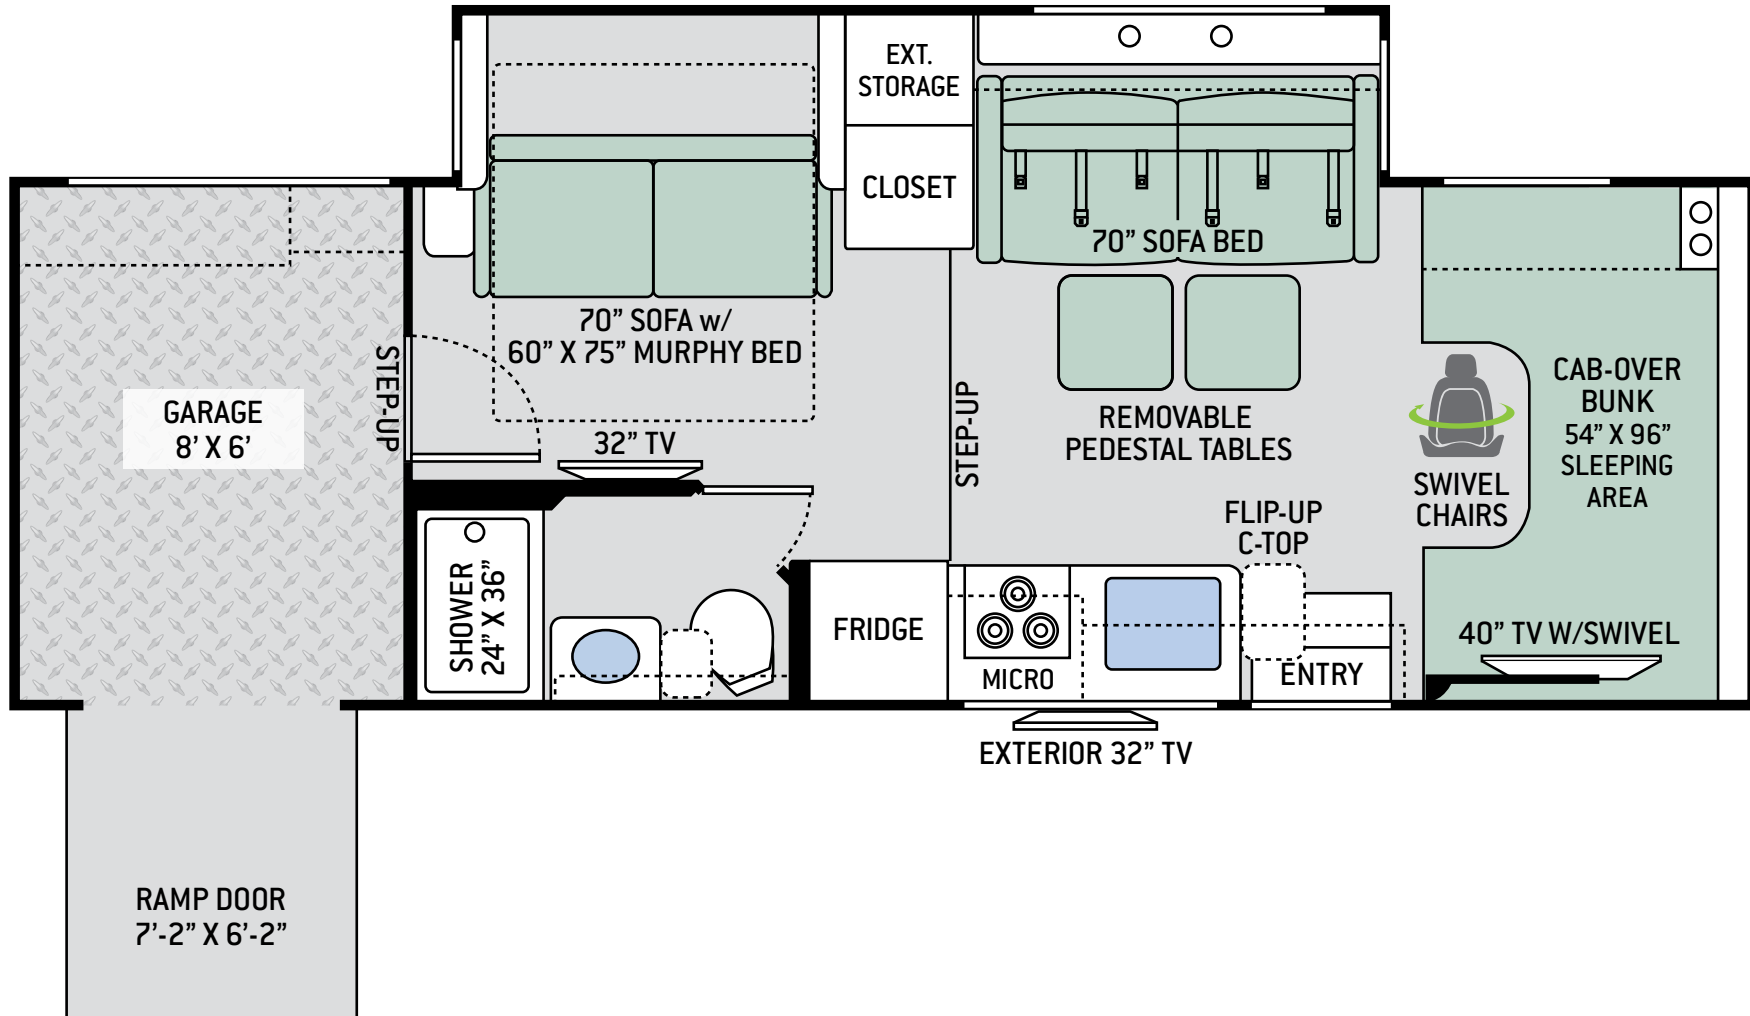 EXT.
STORAGE
CLOSET
70” SOFA BED
70” SOFA w/
60” X 75” MURPHY BED
STEP-UP
GARAGE
8’ X 6’
32” TV
STEP-UP
REMOVABLE
PEDESTAL TABLES
SWIVEL
CHAIRS
CAB-OVER
BUNK
54” X 96”
SLEEPING
AREA
FLIP-UP
C-TOP
SHOWER
24” X 36”
FRIDGE
MICRO
ENTRY
40” TV W/SWIVEL
EXTERIOR 32” TV
RAMP DOOR
7’-2” X 6’-2”